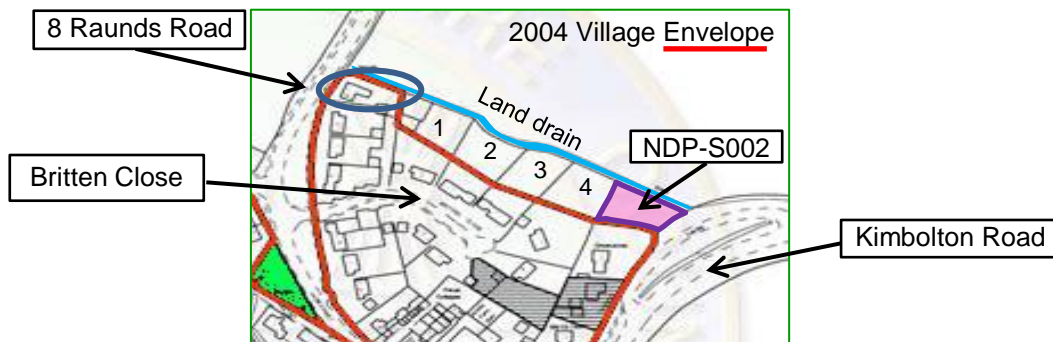 8 Raunds Road
2004 Village Envelope
Land drain
NDP-S002
1
2
3
4
Britten Close
Kimbolton Road